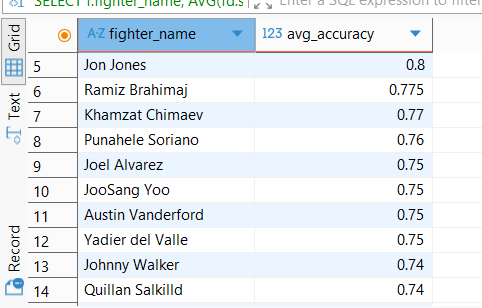 SELECT f.fighter_name, AVG(fd.s Enter a SQL expression to filter
Grid
Text
Record
A-Z fighter_name 123 avg_accuracy
5 Jon Jones 0.8
6 Ramiz Brahimaj 0.775
7 Khamzat Chimaev 0.77
8 Punahele Soriano 0.76
9 Joel Alvarez 0.75
10 JooSang Yoo 0.75
11 Austin Vanderford 0.75
12 Yadier del Valle 0.75
13 Johnny Walker 0.74
14 Quillan Salkilld 0.74